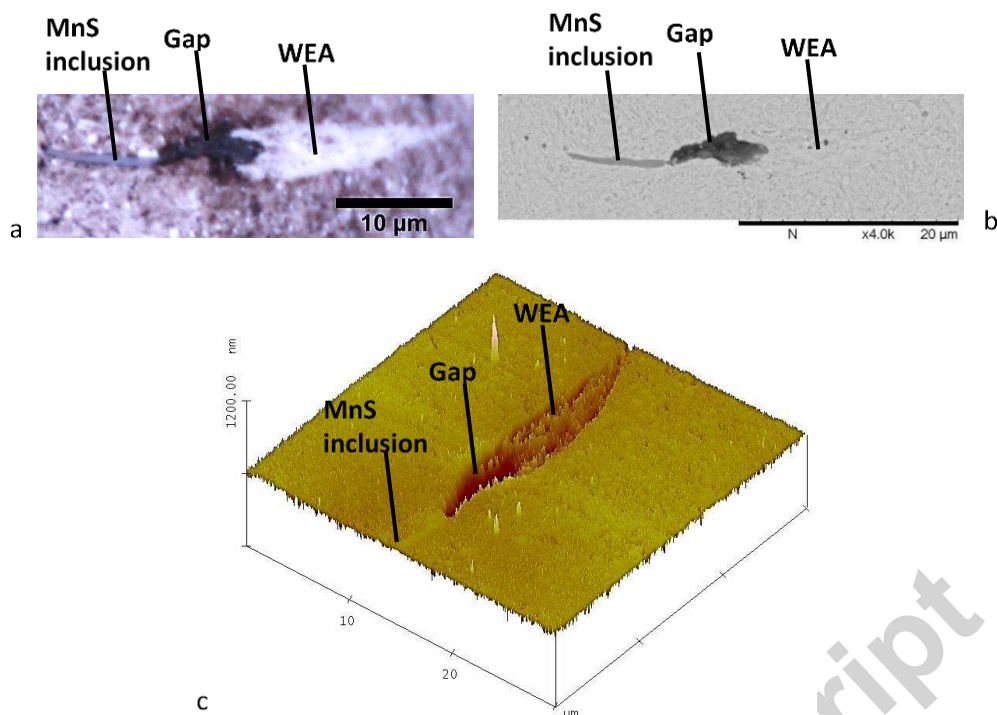 MnS
inclusion
Gap
WEA
10 µm
a
MnS
inclusion
Gap
WEA
N x4.0k 20 µm
b
WEA
Gap
MnS
inclusion
1200.00 nm
10
20
µm
c
ript